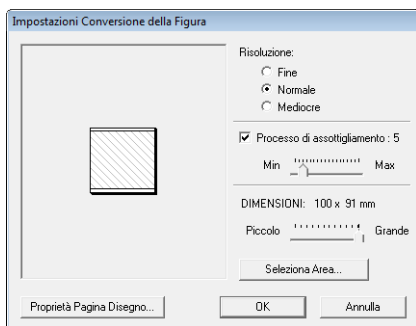 Impostazioni Conversione della Figura
Risoluzione:
Fine
Normale
Mediocre
Processo di assottigliamento : 5
Min Max
DIMENSIONI: 100 x 91 mm
Piccolo Grande
Seleziona Area...
Proprietà Pagina Disegno... OK Annulla